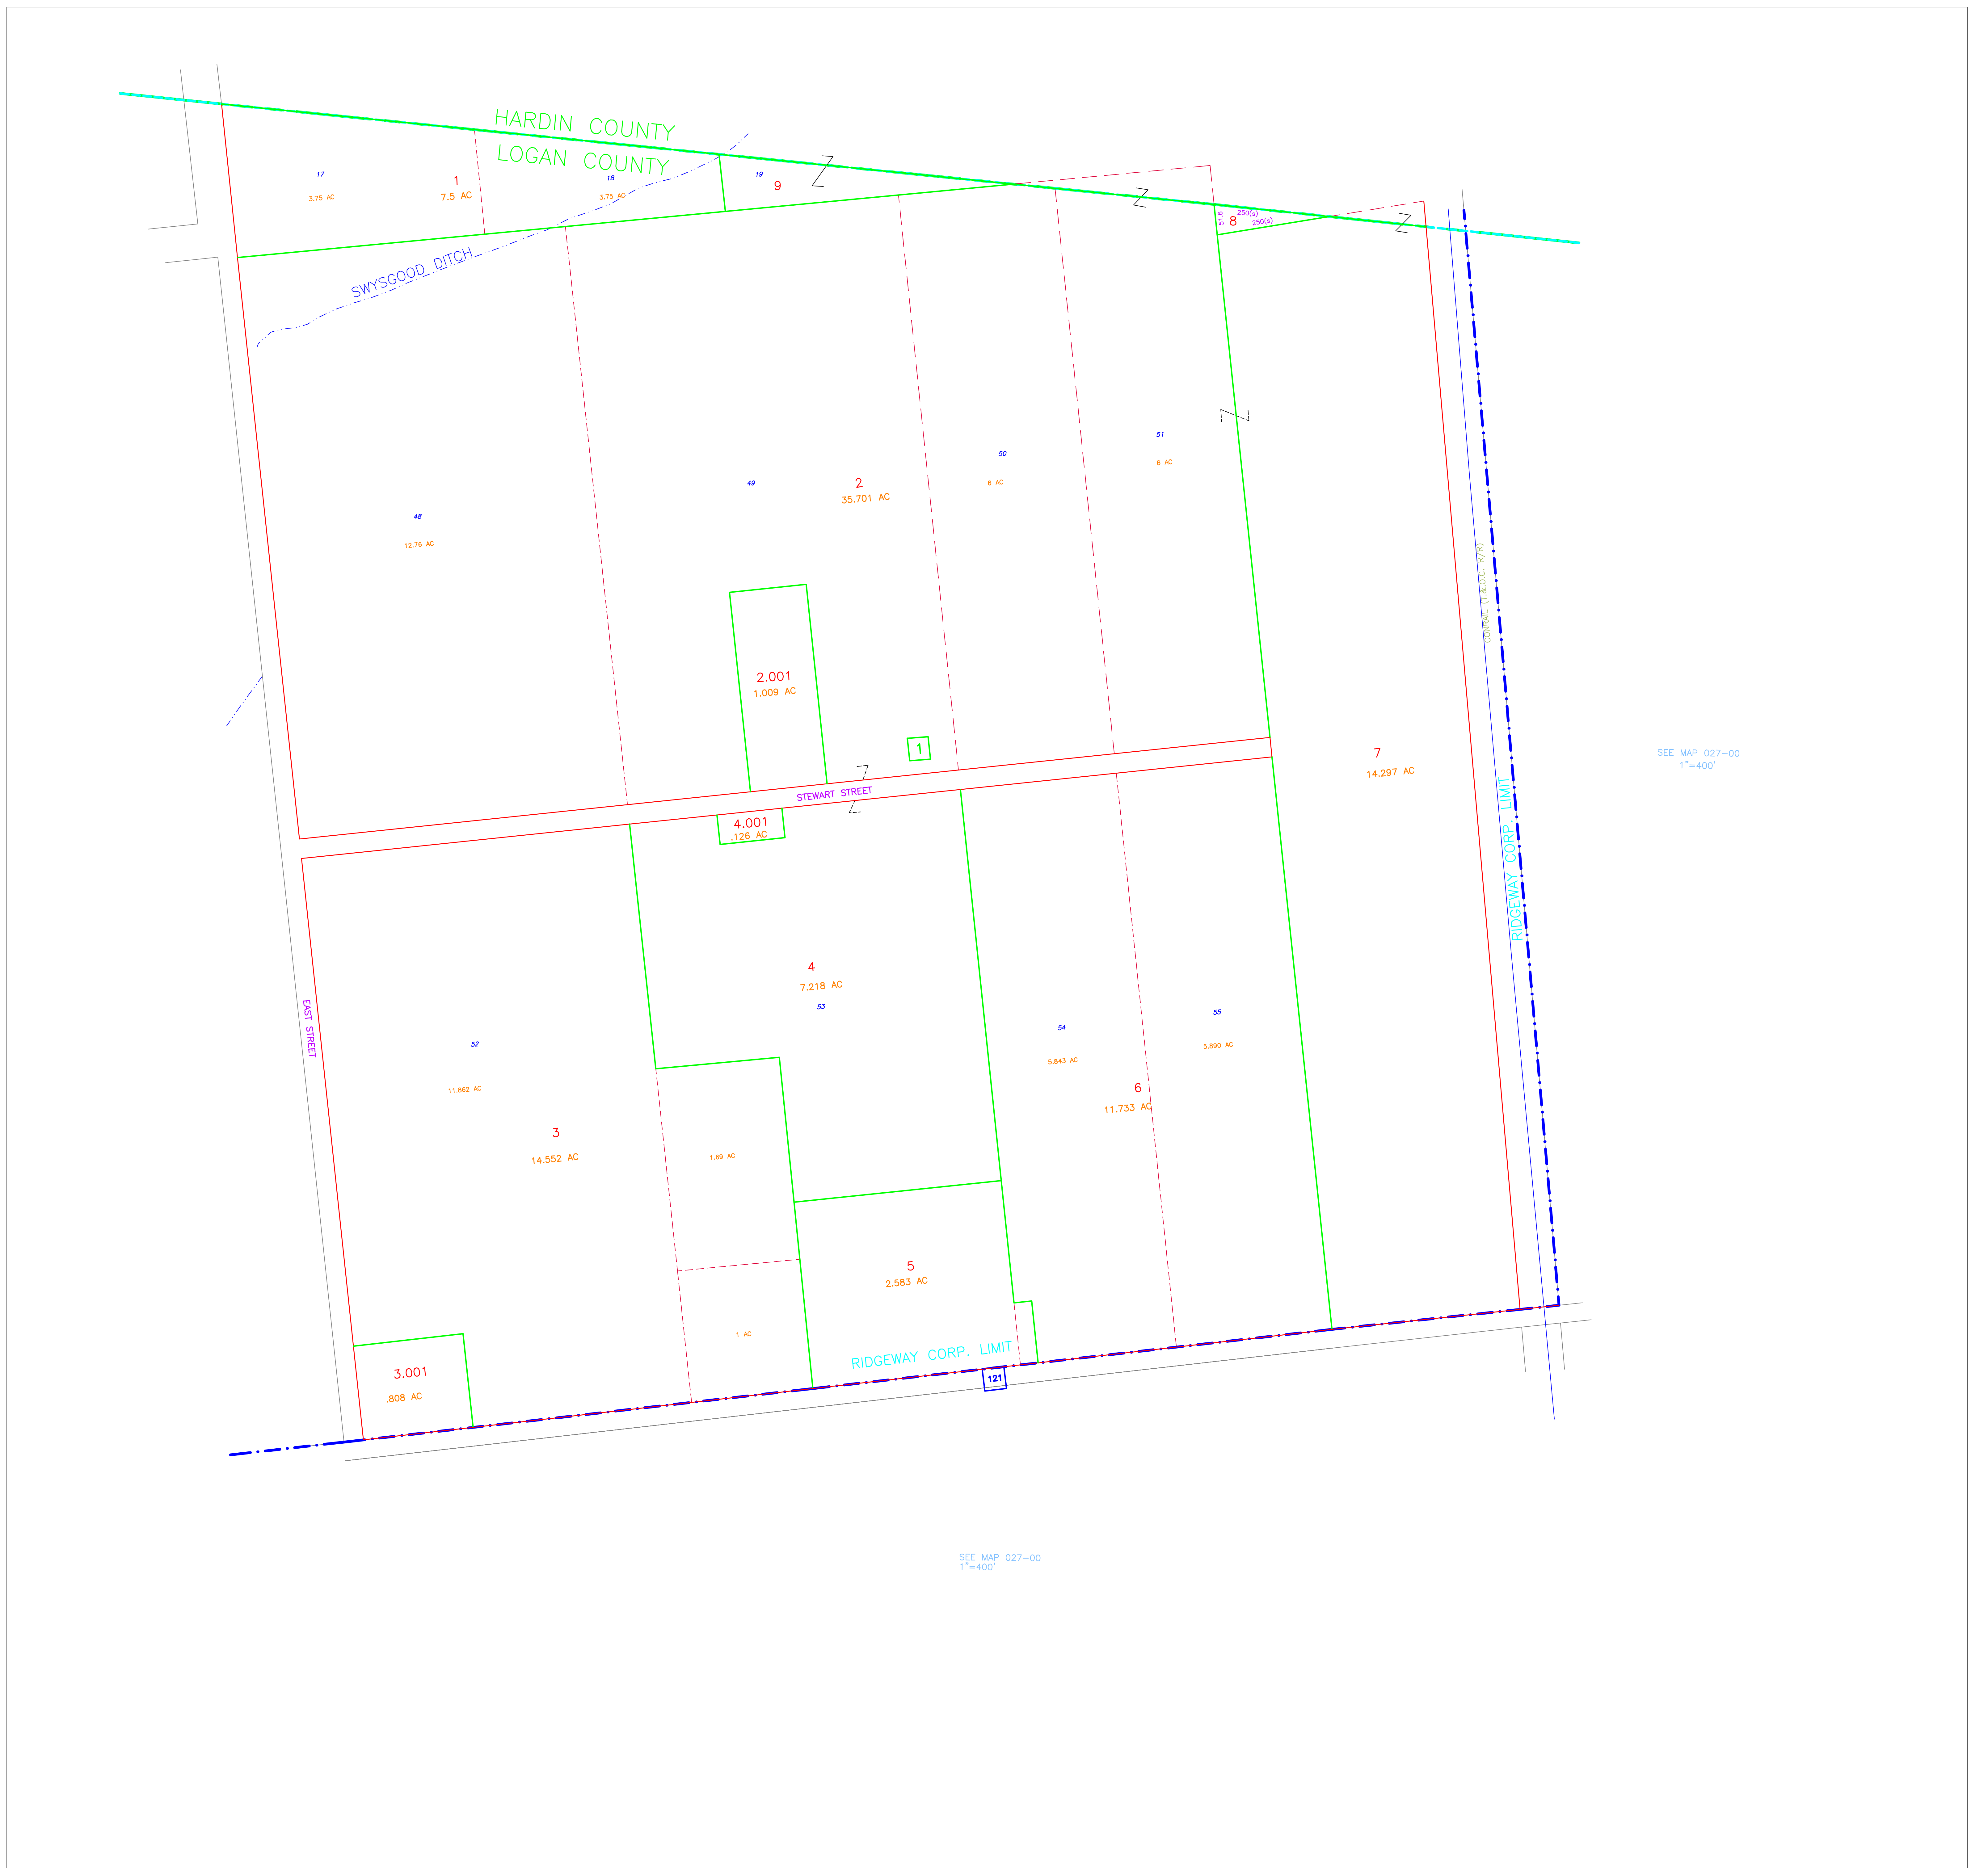 HARDIN COUNTY
LOGAN COUNTY
17
3.75 AC
1
7.5 AC
18
3.75 AC
19
9
51.6
250(s)
8
250(s)
SWYSGOOD DITCH
48
12.76 AC
49
2
35.701 AC
50
6 AC
51
6 AC
2.001
1.009 AC
1
STEWART STREET
7
14.297 AC
CONRAIL (T.&O.C. R/R)
RIDGEWAY CORP. LIMIT
SEE MAP 027-00
1"=400'
4.001
.126 AC
4
7.218 AC
53
EAST STREET
52
11.862 AC
54
5.843 AC
55
5.890 AC
6
11.733 AC
3
14.552 AC
1.69 AC
5
2.583 AC
1 AC
3.001
.808 AC
RIDGEWAY CORP. LIMIT
121
SEE MAP 027-00
1"=400'